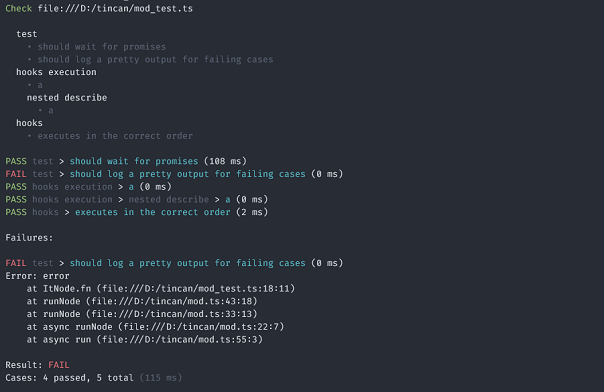 Check file:///D:/tincan/mod_test.ts
test
• should wait for promises
• should log a pretty output for failing cases
hooks execution
• a
nested describe
• a
hooks
• executes in the correct order
PASS test > should wait for promises (108 ms)
FAIL test > should log a pretty output for failing cases (0 ms)
PASS hooks execution > a (0 ms)
PASS hooks execution > nested describe > a (0 ms)
PASS hooks > executes in the correct order (2 ms)
Failures:
FAIL test > should log a pretty output for failing cases (0 ms)
Error: error
at ItNode.fn (file:///D:/tincan/mod_test.ts:18:11)
at runNode (file:///D:/tincan/mod.ts:43:18)
at runNode (file:///D:/tincan/mod.ts:33:13)
at async runNode (file:///D:/tincan/mod.ts:22:7)
at async run (file:///D:/tincan/mod.ts:55:3)
Result: FAIL
Cases: 4 passed, 5 total (115 ms)